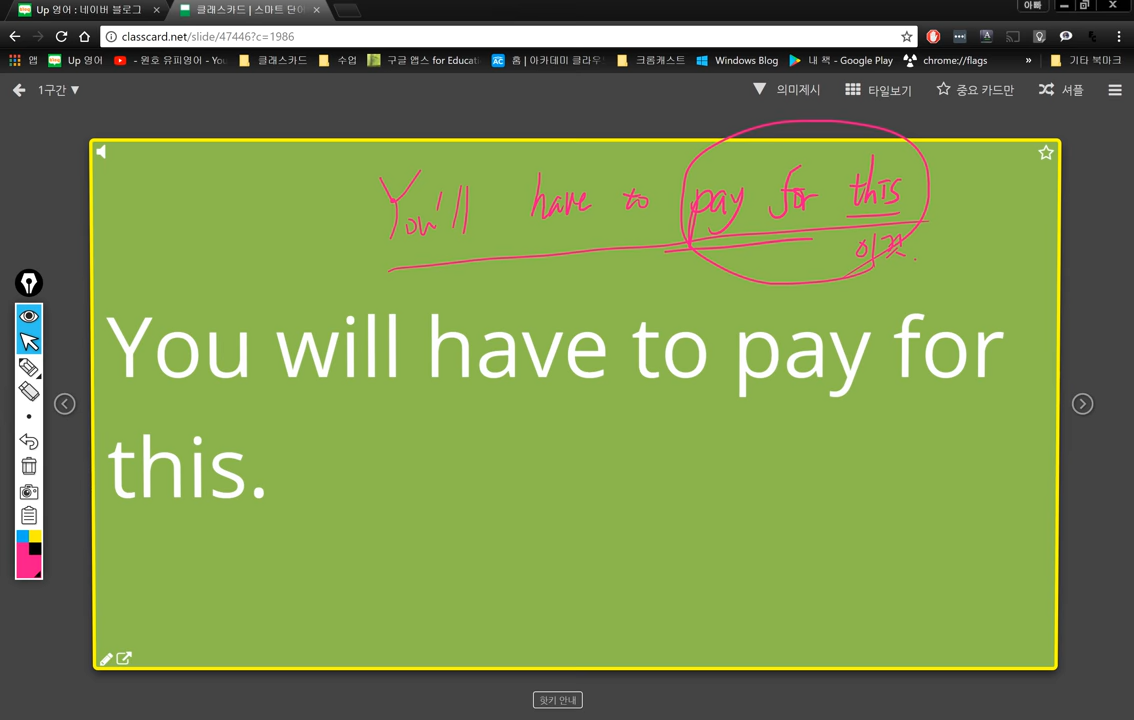 Up 영어 : 네이버 블로그
클래스카드 | 스마트 단어
아빠
classcard.net/slide/47446?c=1986
앱 Up 영어 - 원호 유피영어 - You 클래스카드 수업 구글 앱스 for Educati 홈 | 아카데미 클라우드 크롬캐스트 Windows Blog 내 책 - Google Play chrome://flags » 기타 북마크
1구간 ▼ ▼ 의미제시 타일보기 중요 카드만 셔플
You'll have to pay for this
이것.
You will have to pay for
this.
핫키 안내